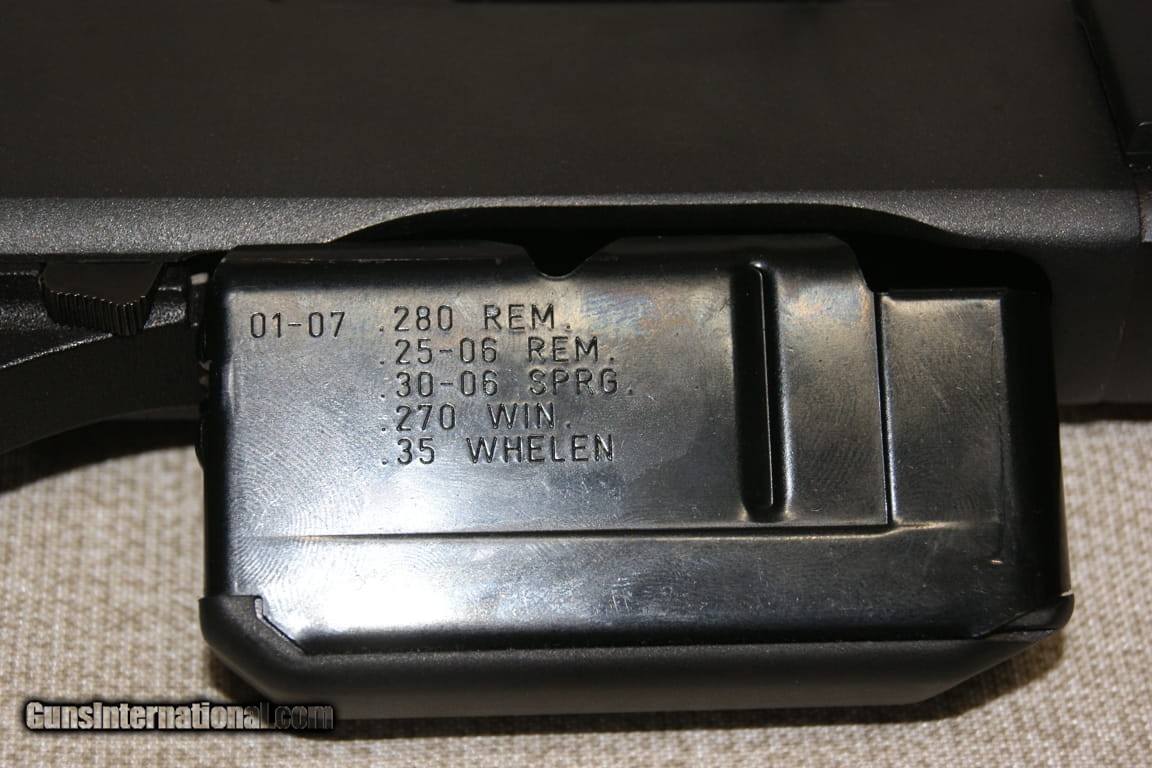 01-07 .280 REM.
.25-06 REM.
.30-06 SPRG.
.270 WIN.
.35 WHELEN
GunsInternational.com